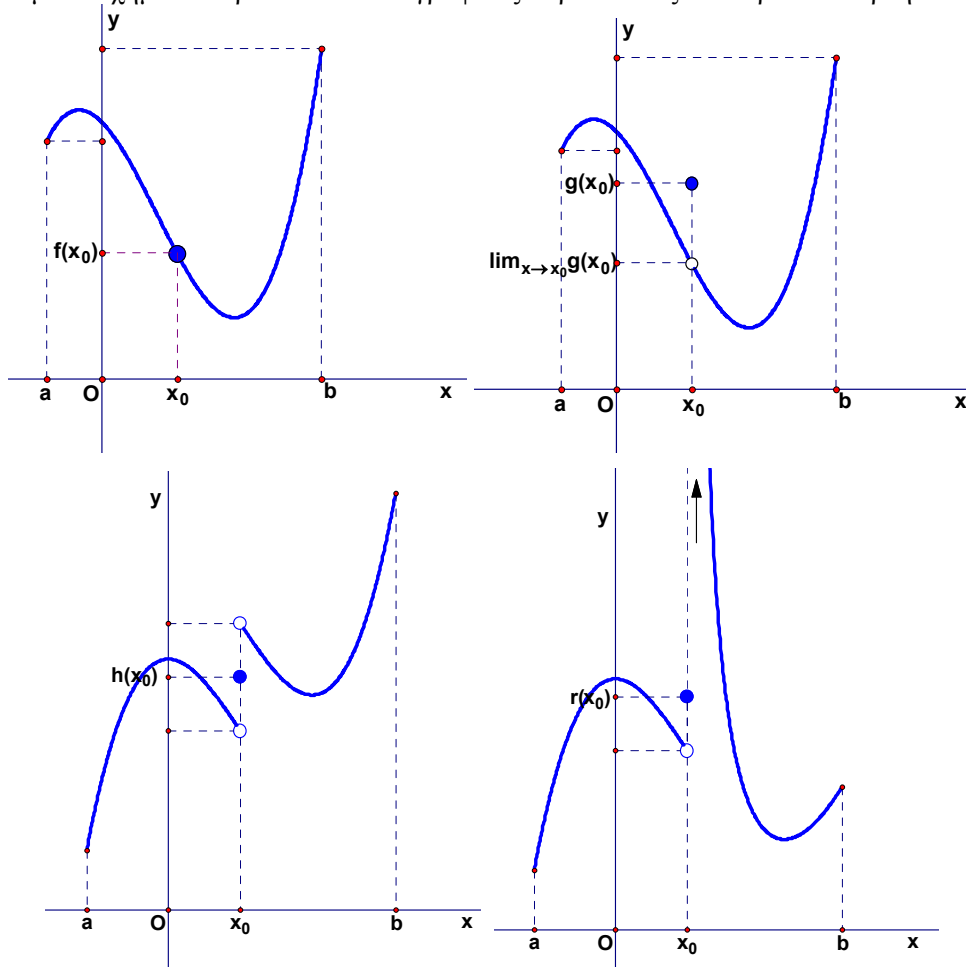 y
f(x₀)
a
O
x₀
b
x
y
g(x₀)
limₓ→ₓ₀g(x₀)
a
O
x₀
b
x
y
h(x₀)
a
O
x₀
b
x
y
r(x₀)
a
O
x₀
b
x